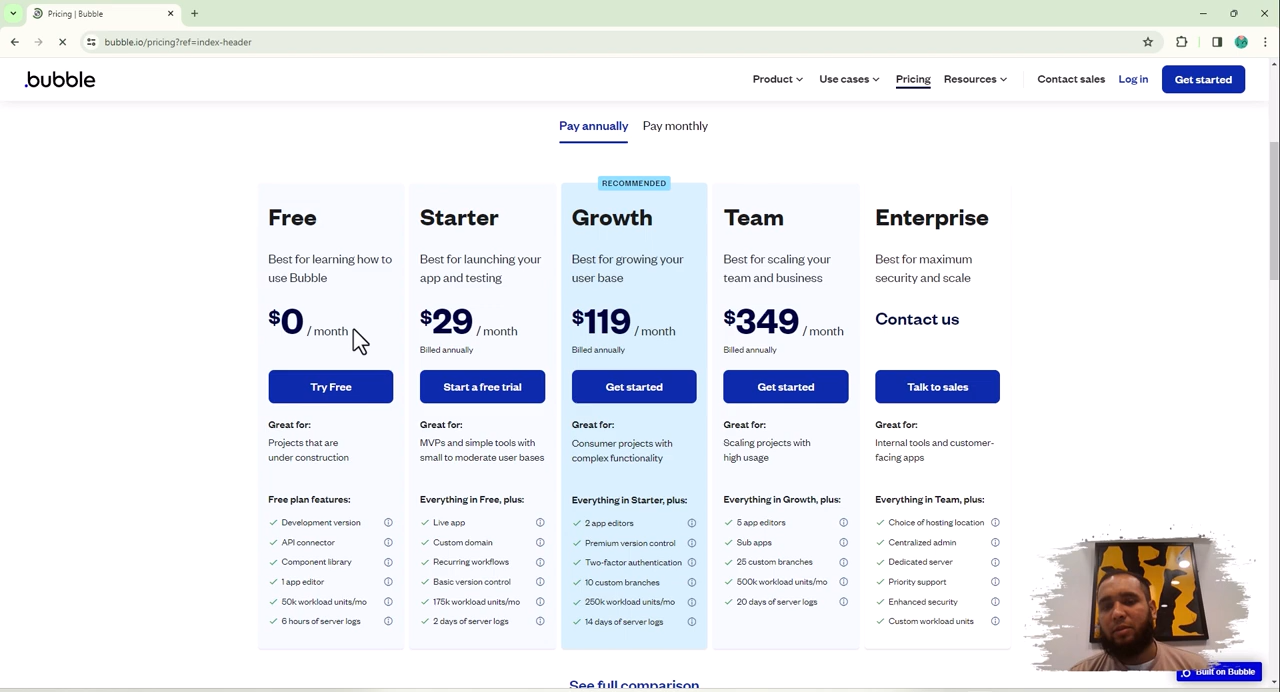 Pricing | Bubble
bubble.io/pricing?ref=index-header
.bubble
Product
Use cases
Pricing
Resources
Contact sales
Log in
Get started
Pay annually
Pay monthly
Free
Best for learning how to
use Bubble
$0 / month
Try Free
Great for:
Projects that are
under construction
Free plan features:
Development version
API connector
Component library
1 app editor
50k workload units/mo
6 hours of server logs
Starter
Best for launching your
app and testing
$29 / month
Billed annually
Start a free trial
Great for:
MVPs and simple tools with
small to moderate user bases
Everything in Free, plus:
Live app
Custom domain
Recurring workflows
Basic version control
175k workload units/mo
2 days of server logs
RECOMMENDED
Growth
Best for growing your
user base
$119 / month
Billed annually
Get started
Great for:
Consumer projects with
complex functionality
Everything in Starter, plus:
2 app editors
Premium version control
Two-factor authentication
10 custom branches
250k workload units/mo
14 days of server logs
Team
Best for scaling your
team and business
$349 / month
Billed annually
Get started
Great for:
Scaling projects with
high usage
Everything in Growth, plus:
5 app editors
Sub apps
25 custom branches
500k workload units/mo
20 days of server logs
Enterprise
Best for maximum
security and scale
Contact us
Talk to sales
Great for:
Internal tools and customer-
facing apps
Everything in Team, plus:
Choice of hosting location
Centralized admin
Dedicated server
Priority support
Enhanced security
Custom workload units
See full comparison
Built on Bubble